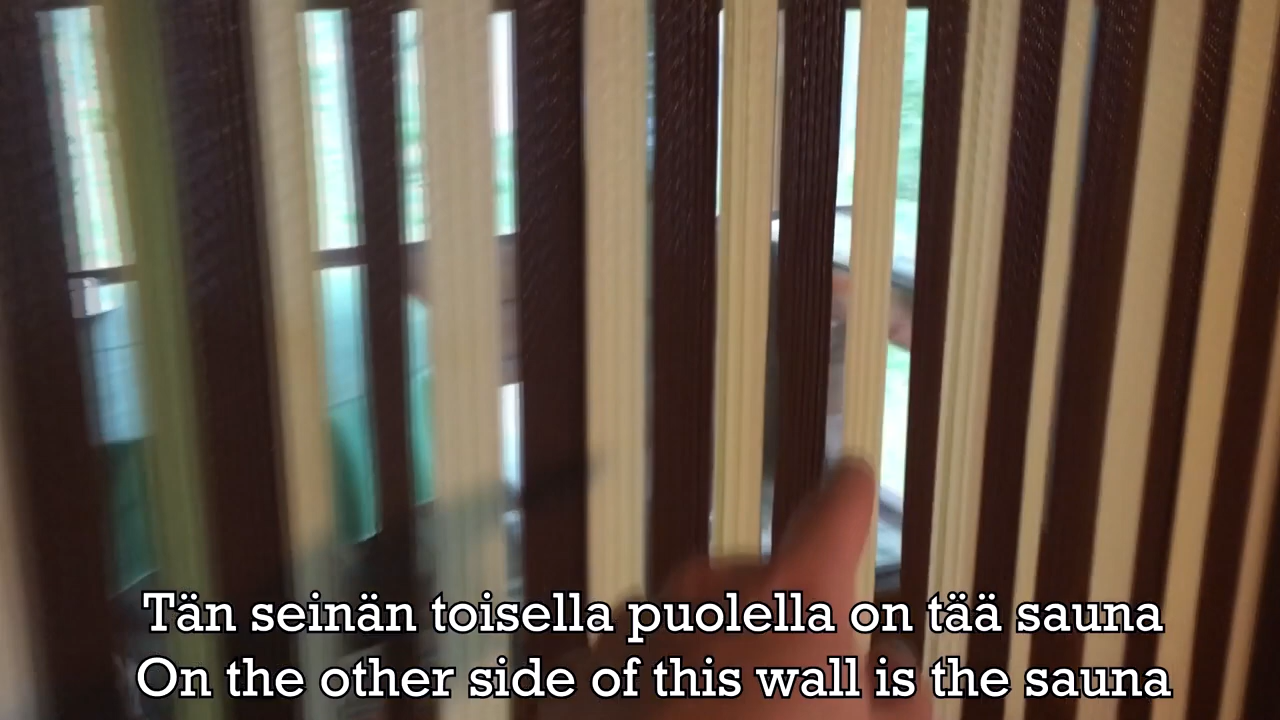 Tän seinän toisella puolella on tää sauna
On the other side of this wall is the sauna